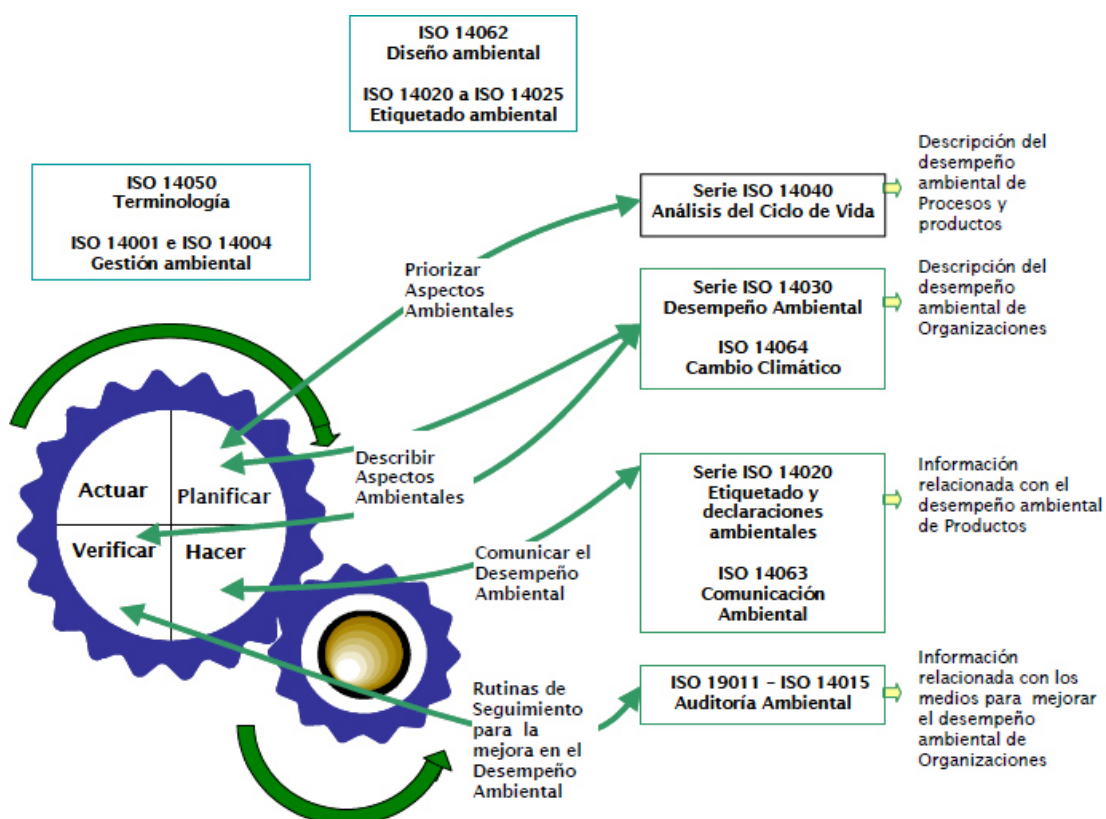 ISO 14062
Diseño ambiental
ISO 14020 a ISO 14025
Etiquetado ambiental
ISO 14050
Terminología
ISO 14001 e ISO 14004
Gestión ambiental
Serie ISO 14040
Análisis del Ciclo de Vida
Descripción del
desempeño
ambiental de
Procesos y
productos
Priorizar
Aspectos
Ambientales
Serie ISO 14030
Desempeño Ambiental
ISO 14064
Cambio Climático
Descripción del
desempeño
ambiental de
Organizaciones
Actuar
Planificar
Verificar
Hacer
Describir
Aspectos
Ambientales
Serie ISO 14020
Etiquetado y
declaraciones
ambientales
ISO 14063
Comunicación
Ambiental
Información
relacionada con el
desempeño ambiental
de Productos
Comunicar el
Desempeño
Ambiental
Rutinas de
Seguimiento
para la
mejora en el
Desempeño
Ambiental
ISO 19011 – ISO 14015
Auditoría Ambiental
Información
relacionada con los
medios para mejorar
el desempeño
ambiental de
Organizaciones